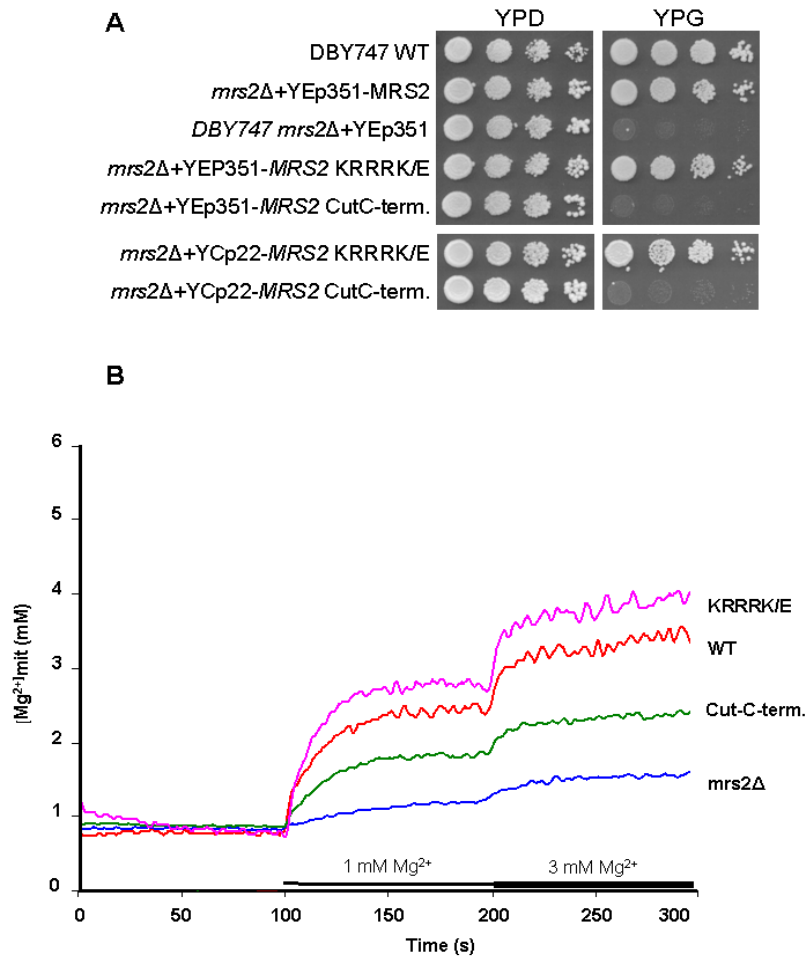 A
YPD
YPG
DBY747 WT
mrs2Δ+YEp351-MRS2
DBY747 mrs2Δ+YEp351
mrs2Δ+YEP351-MRS2 KRRRK/E
mrs2Δ+YEp351-MRS2 CutC-term.
mrs2Δ+YCp22-MRS2 KRRRK/E
mrs2Δ+YCp22-MRS2 CutC-term.
B
[Mg²⁺]mit (mM)
6
5
4
3
2
1
0
KRRRK/E
WT
Cut-C-term.
mrs2Δ
1 mM Mg²⁺
3 mM Mg²⁺
0
50
100
150
200
250
300
Time (s)